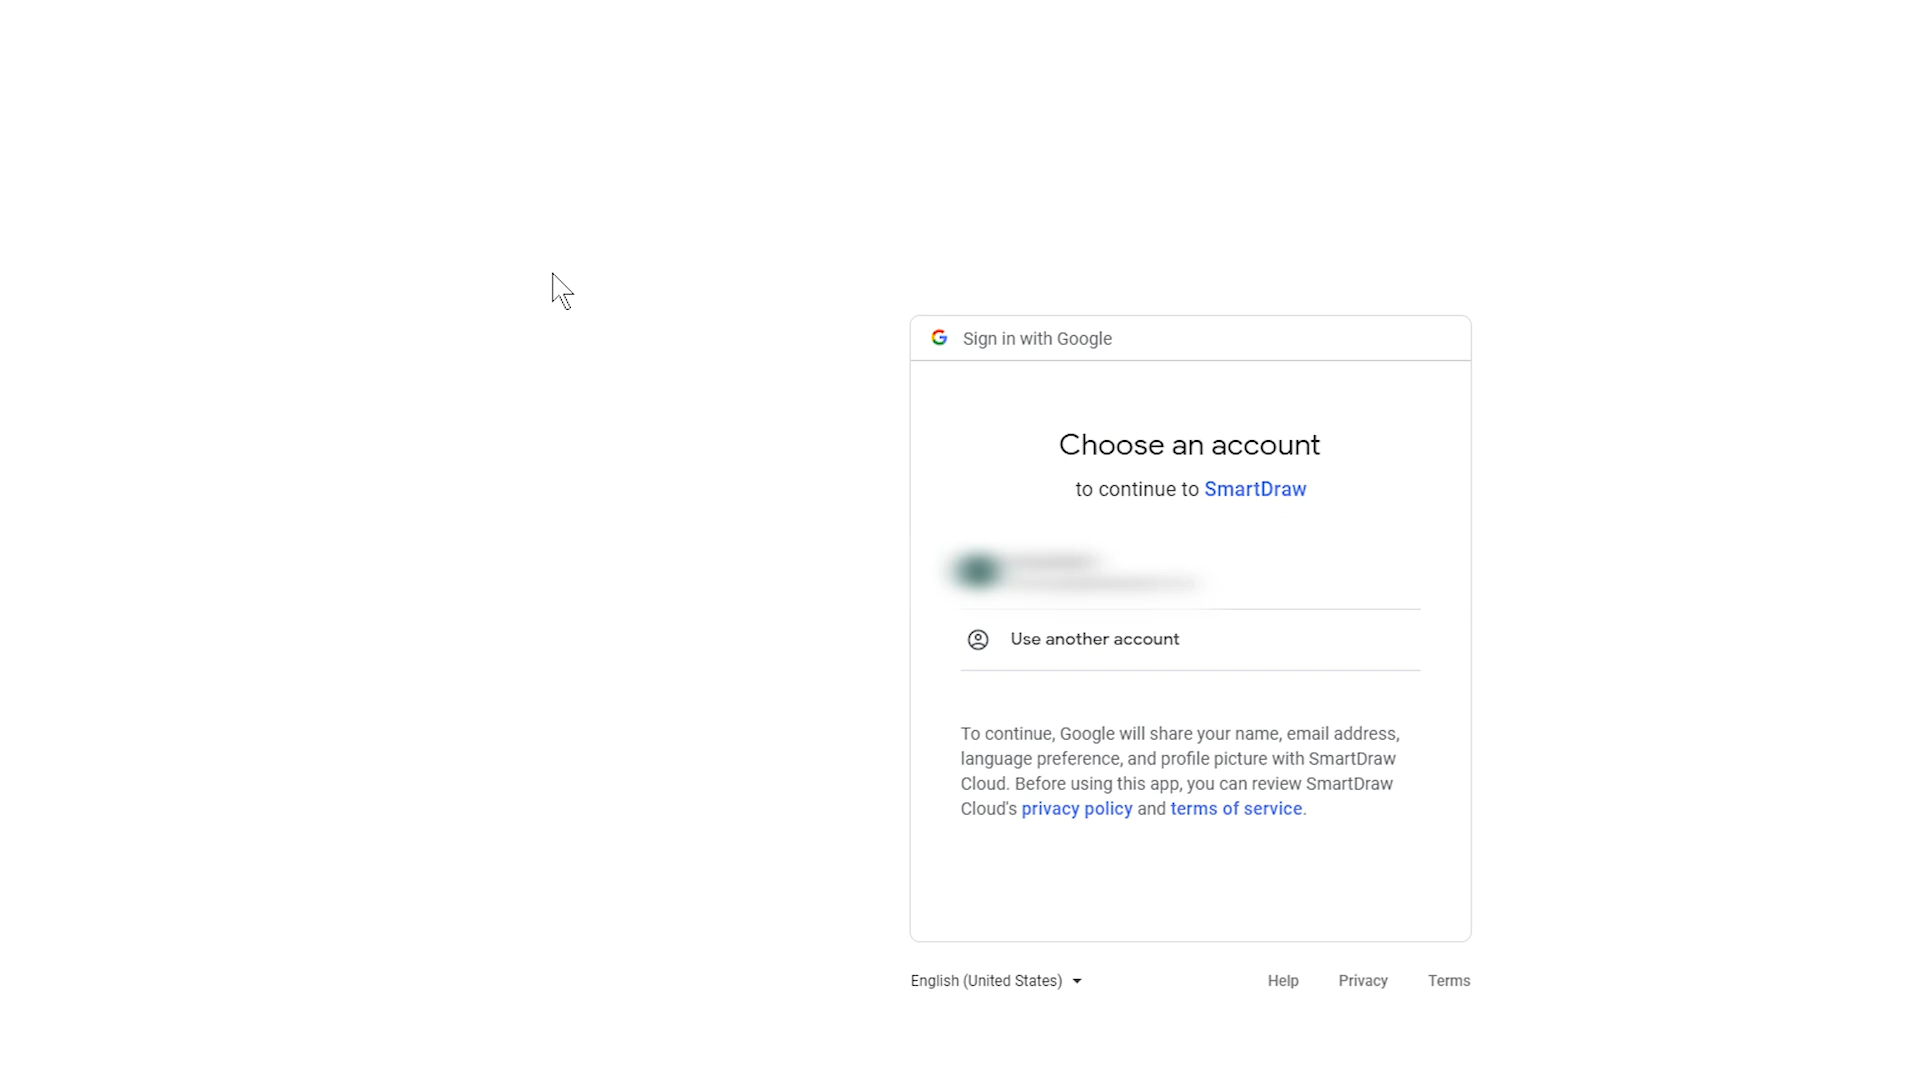 Sign in with Google
Choose an account
to continue to SmartDraw
Use another account
To continue, Google will share your name, email address,
language preference, and profile picture with SmartDraw
Cloud. Before using this app, you can review SmartDraw
Cloud's privacy policy and terms of service.
English (United States)
Help Privacy Terms